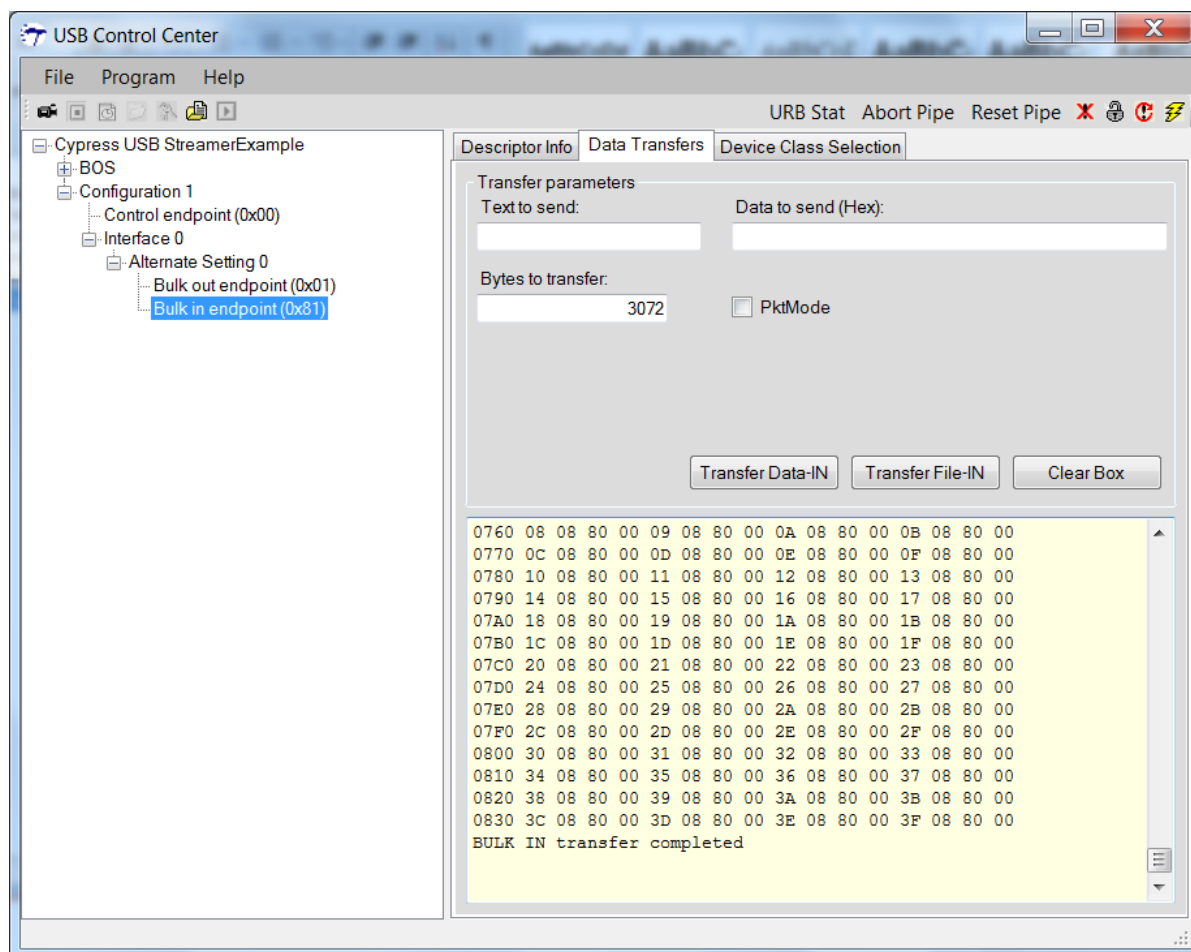 USB Control Center
File Program Help
URB Stat Abort Pipe Reset Pipe
Cypress USB StreamerExample
BOS
Configuration 1
Control endpoint (0x00)
Interface 0
Alternate Setting 0
Bulk out endpoint (0x01)
Bulk in endpoint (0x81)
Descriptor Info Data Transfers Device Class Selection
Transfer parameters
Text to send: Data to send (Hex):
Bytes to transfer:
3072 PktMode
Transfer Data-IN Transfer File-IN Clear Box
0760 08 08 80 00 09 08 80 00 0A 08 80 00 0B 08 80 00
0770 0C 08 80 00 0D 08 80 00 0E 08 80 00 0F 08 80 00
0780 10 08 80 00 11 08 80 00 12 08 80 00 13 08 80 00
0790 14 08 80 00 15 08 80 00 16 08 80 00 17 08 80 00
07A0 18 08 80 00 19 08 80 00 1A 08 80 00 1B 08 80 00
07B0 1C 08 80 00 1D 08 80 00 1E 08 80 00 1F 08 80 00
07C0 20 08 80 00 21 08 80 00 22 08 80 00 23 08 80 00
07D0 24 08 80 00 25 08 80 00 26 08 80 00 27 08 80 00
07E0 28 08 80 00 29 08 80 00 2A 08 80 00 2B 08 80 00
07F0 2C 08 80 00 2D 08 80 00 2E 08 80 00 2F 08 80 00
0800 30 08 80 00 31 08 80 00 32 08 80 00 33 08 80 00
0810 34 08 80 00 35 08 80 00 36 08 80 00 37 08 80 00
0820 38 08 80 00 39 08 80 00 3A 08 80 00 3B 08 80 00
0830 3C 08 80 00 3D 08 80 00 3E 08 80 00 3F 08 80 00
BULK IN transfer completed